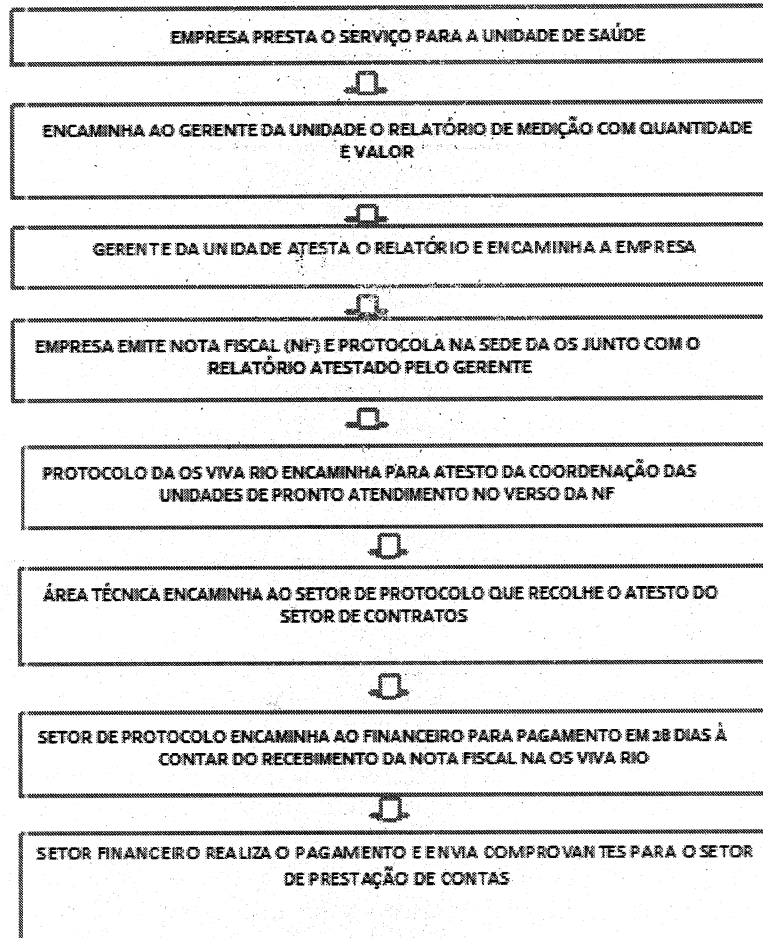 EMPRESA PRESTA O SERVIÇO PARA A UNIDADE DE SAÚDE
ENCAMINHA AO GERENTE DA UNIDADE O RELATÓRIO DE MEDIÇÃO COM QUANTIDADE
E VALOR
GERENTE DA UNIDADE ATESTA O RELATÓRIO E ENCAMINHA A EMPRESA
EMPRESA EMITE NOTA FISCAL (NF) E PROTOCOLA NA SEDE DA OS JUNTO COM O
RELATÓRIO ATESTADO PELO GERENTE
PROTOCOLO DA OS VIVA RIO ENCAMINHA PARA ATESTO DA COORDENAÇÃO DAS
UNIDADES DE PRONTO ATENDIMENTO NO VERSO DA NF
ÁREA TÉCNICA ENCAMINHA AO SETOR DE PROTOCOLO QUE RECOLHE O ATESTO DO
SETOR DE CONTRATOS
SETOR DE PROTOCOLO ENCAMINHA AO FINANCEIRO PARA PAGAMENTO EM 28 DIAS À
CONTAR DO RECEBIMENTO DA NOTA FISCAL NA OS VIVA RIO
SETOR FINANCEIRO REALIZA O PAGAMENTO E ENVIA COMPROVANTES PARA O SETOR
DE PRESTAÇÃO DE CONTAS